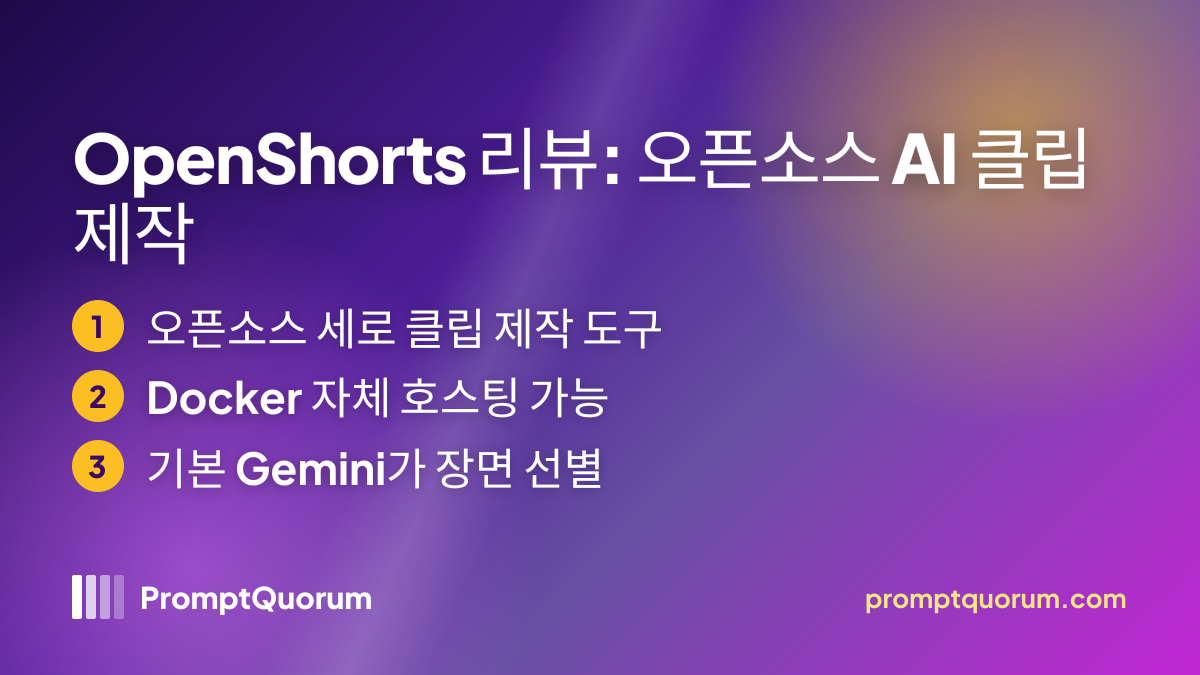 OpenShorts 리뷰: 오픈소스 AI 클립
제작
1 오픈소스 세로 클립 제작 도구
2 Docker 자체 호스팅 가능
3 기본 Gemini가 장면 선별
PromptQuorum
promptquorum.com